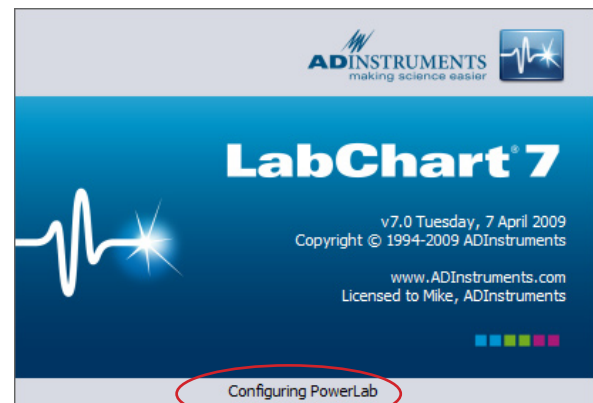 ADINSTRUMENTS
making science easier
LabChart® 7
v7.0 Tuesday, 7 April 2009
Copyright © 1994-2009 ADInstruments
www.ADInstruments.com
Licensed to Mike, ADInstruments
Configuring PowerLab